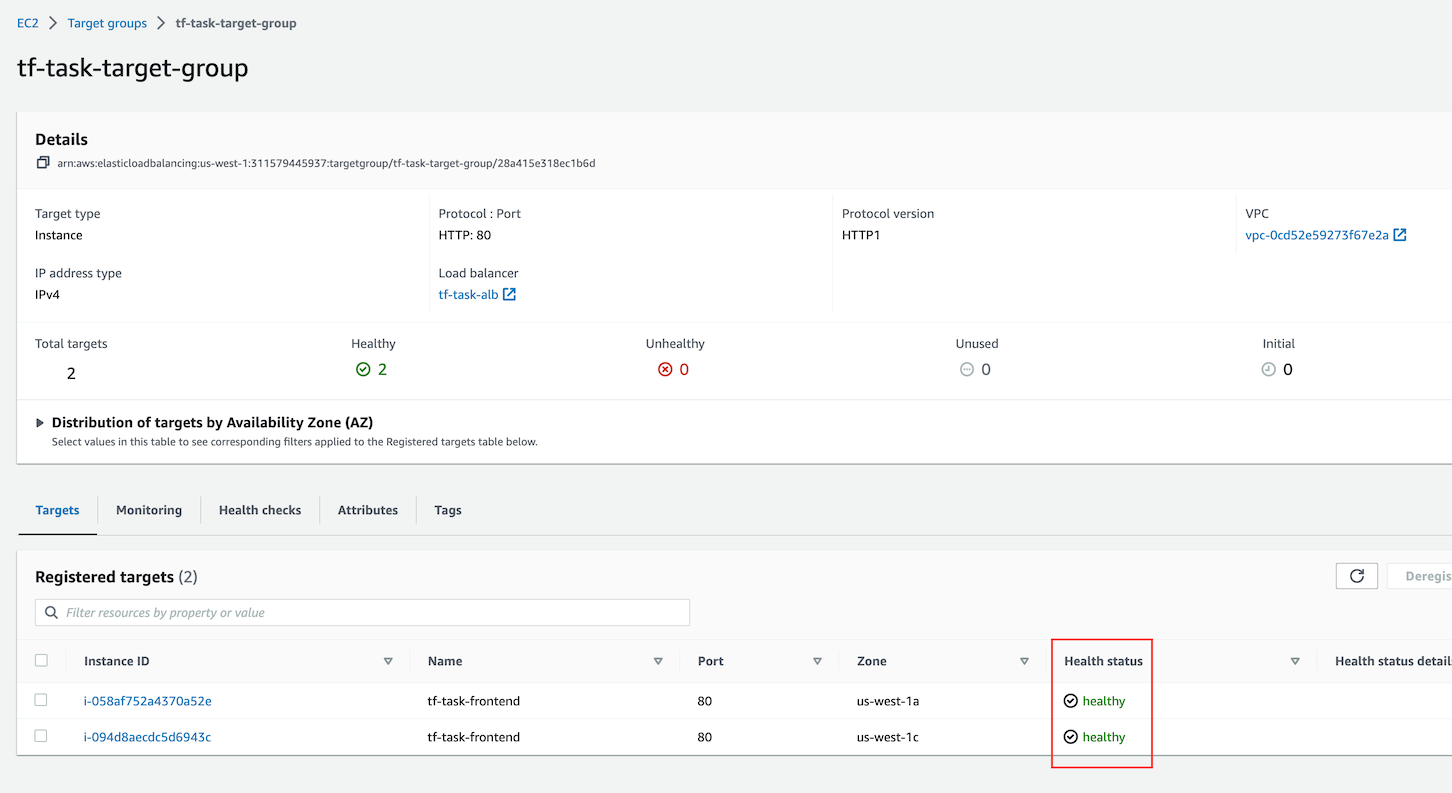 EC2 > Target groups > tf-task-target-group
tf-task-target-group
Details
arn:aws:elasticloadbalancing:us-west-1:311579445937:targetgroup/tf-task-target-group/28a415e318ec1b6d
Target type Protocol : Port Protocol version VPC
Instance HTTP: 80 HTTP1 vpc-0cd52e59273f67e2a
IP address type Load balancer
IPv4 tf-task-alb
Total targets Healthy Unhealthy Unused Initial
2 2 0 0 0
Distribution of targets by Availability Zone (AZ)
Select values in this table to see corresponding filters applied to the Registered targets table below.
Targets Monitoring Health checks Attributes Tags
Registered targets (2) Deregis
Filter resources by property or value
Instance ID Name Port Zone Health status Health status detail
i-058af752a4370a52e tf-task-frontend 80 us-west-1a healthy
i-094d8aecdc5d6943c tf-task-frontend 80 us-west-1c healthy